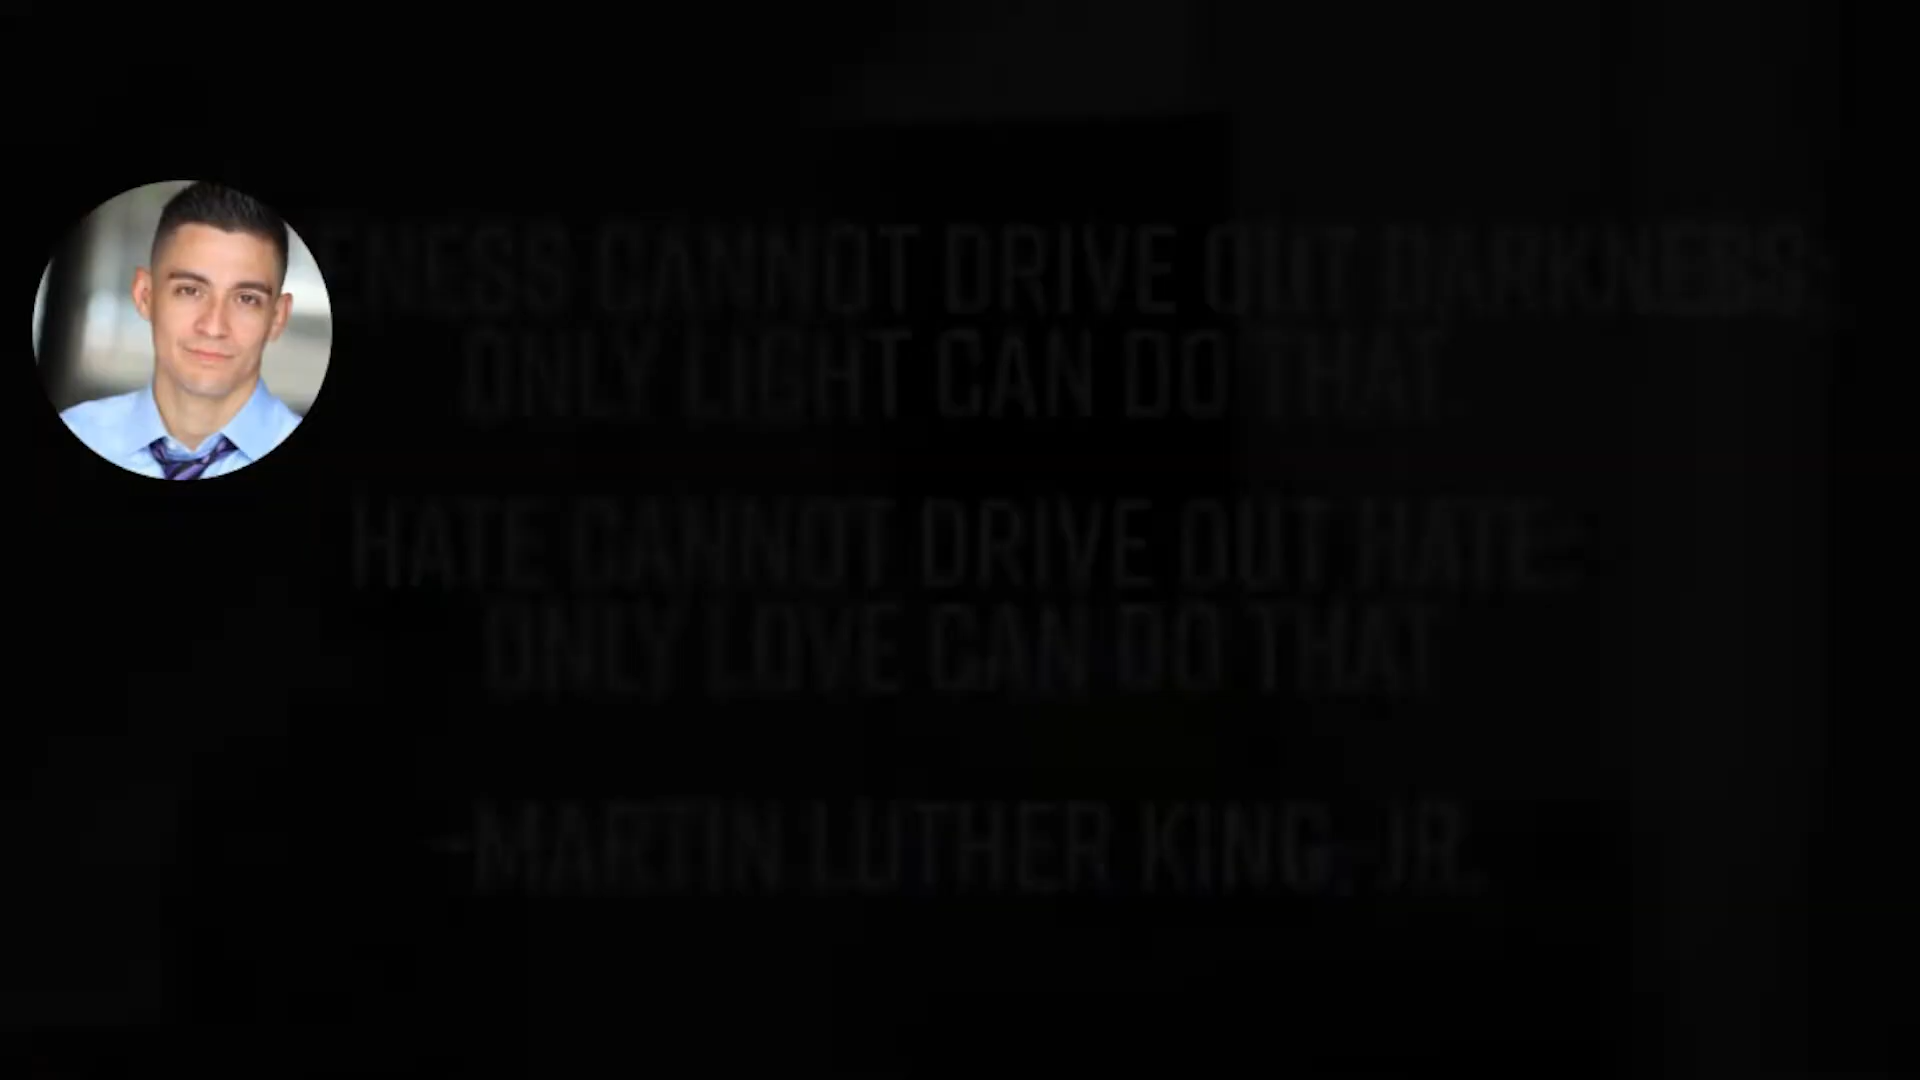 CANNOT DRIVE OUT DARKNESS:
ONLY LIGHT CAN DO THAT.
HATE CANNOT DRIVE OUT HATE:
ONLY LOVE CAN DO THAT
-MARTIN LUTHER KING, JR.